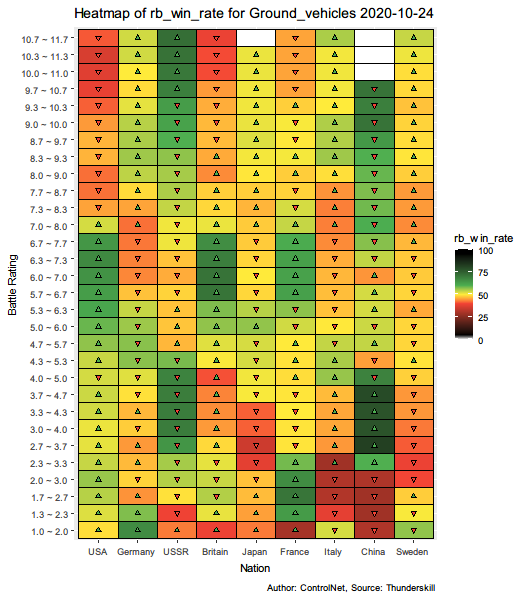 Heatmap of rb_win_rate for Ground_vehicles 2020-10-24
Battle Rating
10.7 ~ 11.7
10.3 ~ 11.3
10.0 ~ 11.0
9.7 ~ 10.7
9.3 ~ 10.3
9.0 ~ 10.0
8.7 ~ 9.7
8.3 ~ 9.3
8.0 ~ 9.0
7.7 ~ 8.7
7.3 ~ 8.3
7.0 ~ 8.0
6.7 ~ 7.7
6.3 ~ 7.3
6.0 ~ 7.0
5.7 ~ 6.7
5.3 ~ 6.3
5.0 ~ 6.0
4.7 ~ 5.7
4.3 ~ 5.3
4.0 ~ 5.0
3.7 ~ 4.7
3.3 ~ 4.3
3.0 ~ 4.0
2.7 ~ 3.7
2.3 ~ 3.3
2.0 ~ 3.0
1.7 ~ 2.7
1.3 ~ 2.3
1.0 ~ 2.0
USA Germany USSR Britain Japan France Italy China Sweden
Nation
rb_win_rate
100
75
50
25
0
Author: ControlNet, Source: Thunderskill